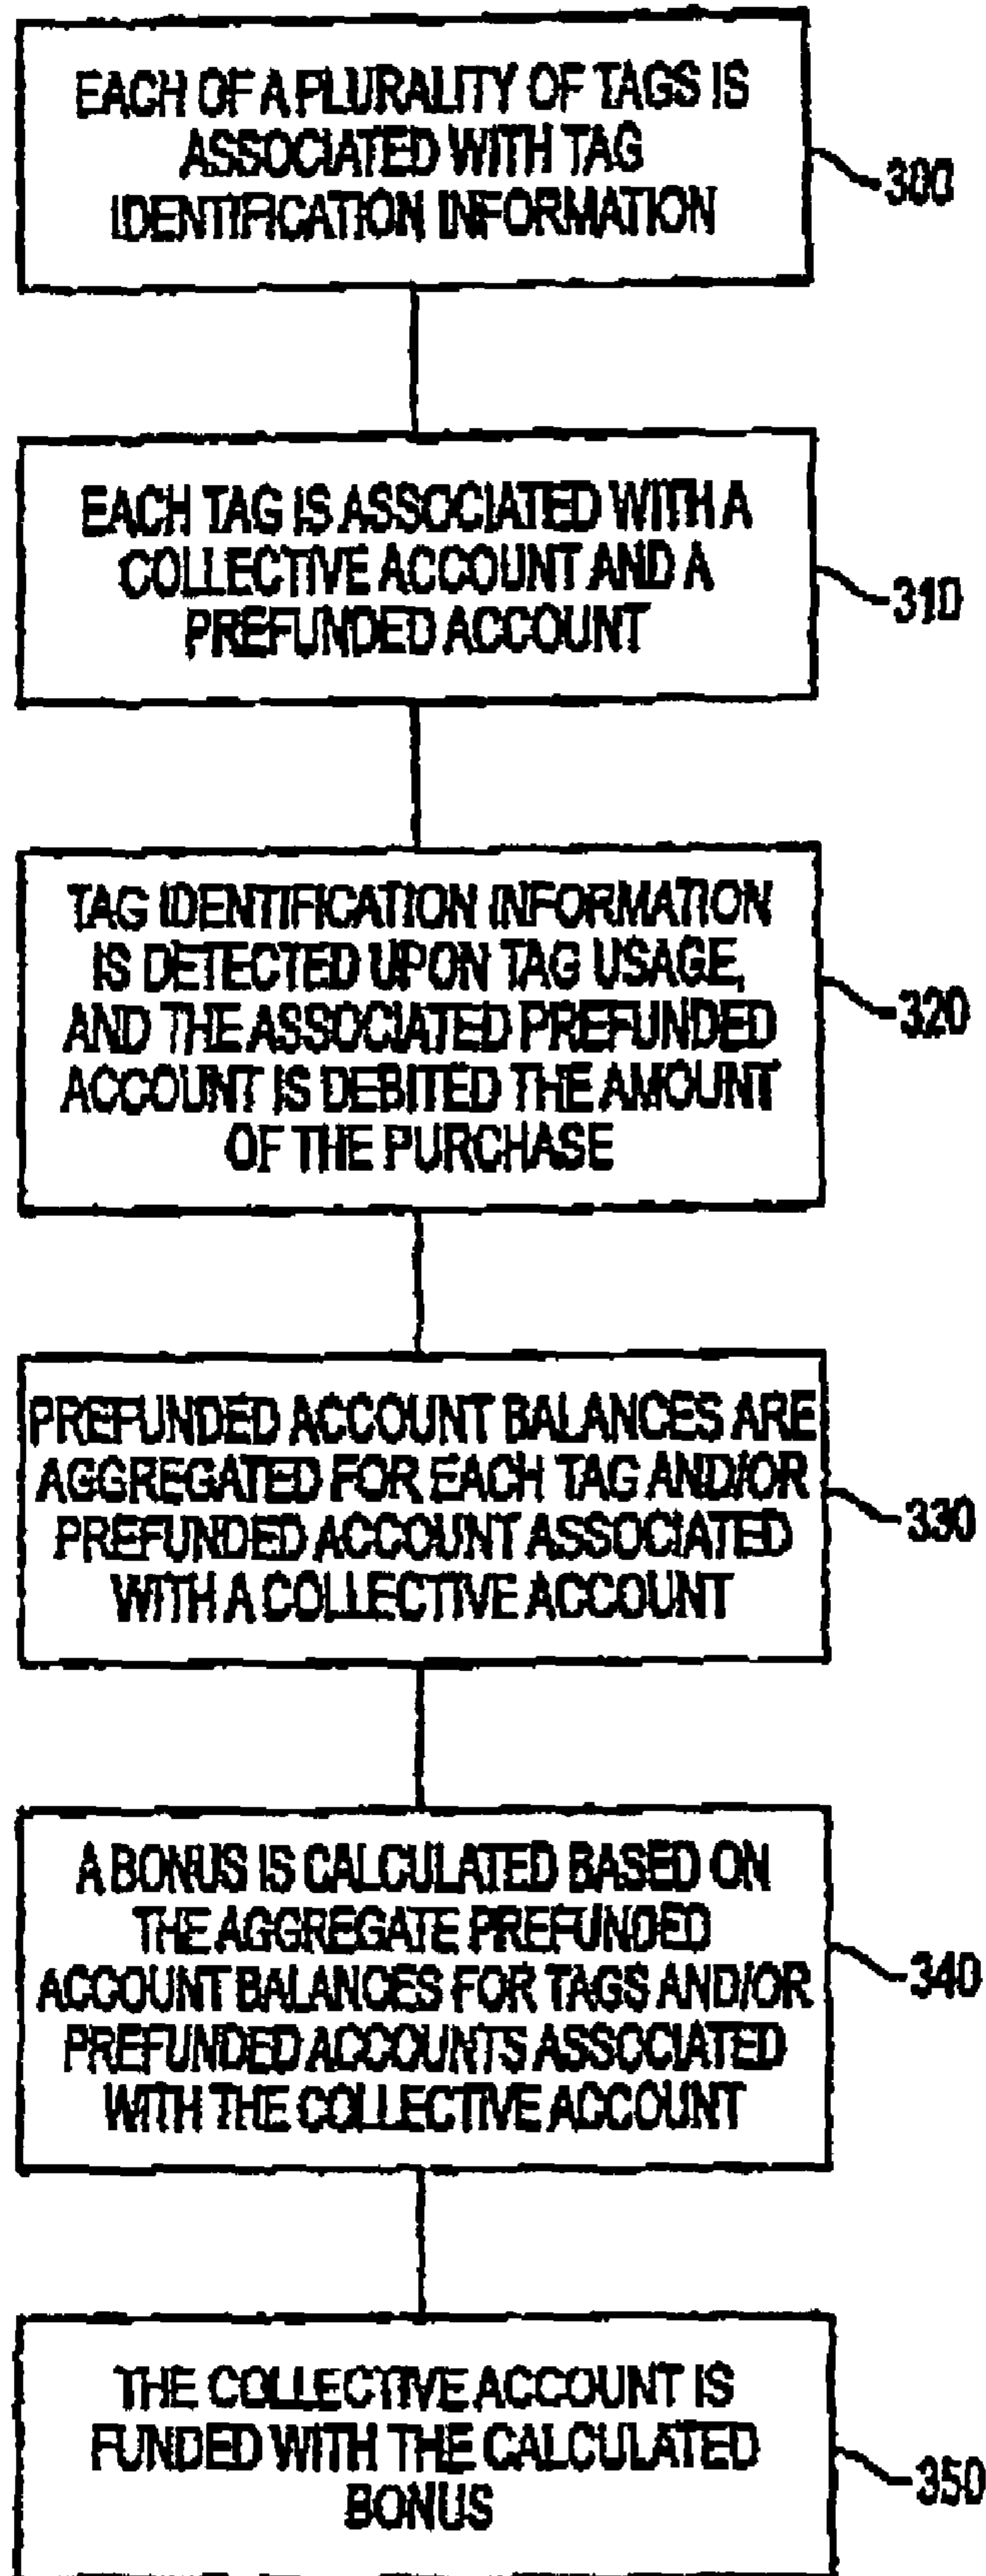 EACH OF A PLURALITY OF TAGS IS
ASSOCIATED WITH TAG
IDENTIFICATION INFORMATION
300
EACH TAG IS ASSOCIATED WITH A
COLLECTIVE ACCOUNT AND A
PREFUNDED ACCOUNT
310
TAG IDENTIFICATION INFORMATION
IS DETECTED UPON TAG USAGE,
AND THE ASSOCIATED PREFUNDED
ACCOUNT IS DEBITED THE AMOUNT
OF THE PURCHASE
320
PREFUNDED ACCOUNT BALANCES ARE
AGGREGATED FOR EACH TAG AND/OR
PREFUNDED ACCOUNT ASSOCIATED
WITH A COLLECTIVE ACCOUNT
330
A BONUS IS CALCULATED BASED ON
THE AGGREGATE PREFUNDED
ACCOUNT BALANCES FOR TAGS AND/OR
PREFUNDED ACCOUNTS ASSOCIATED
WITH THE COLLECTIVE ACCOUNT
340
THE COLLECTIVE ACCOUNT IS
FUNDED WITH THE CALCULATED
BONUS
350